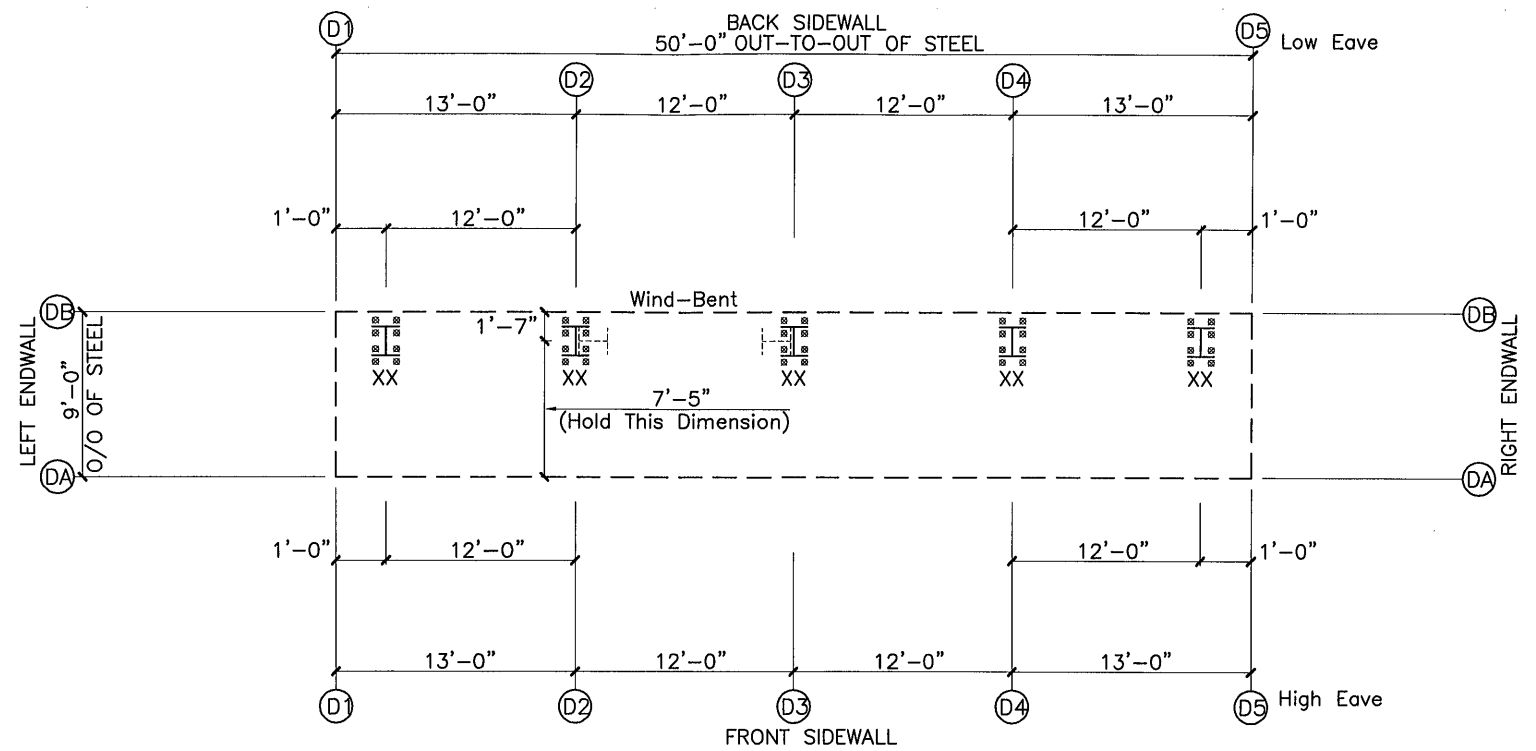 BACK SIDEWALL
50'-0" OUT-TO-OUT OF STEEL
D1
D5
Low Eave
D2
D3
D4
13'-0"
12'-0"
12'-0"
13'-0"
1'-0"
12'-0"
12'-0"
1'-0"
DB
Wind-Bent
DB
1'-7"
XX
XX
XX
XX
XX
LEFT ENDWALL
9'-0"
O/O OF STEEL
RIGHT ENDWALL
7'-5"
(Hold This Dimension)
DA
DA
1'-0"
12'-0"
12'-0"
1'-0"
13'-0"
12'-0"
12'-0"
13'-0"
D1
D2
D3
D4
D5
High Eave
FRONT SIDEWALL